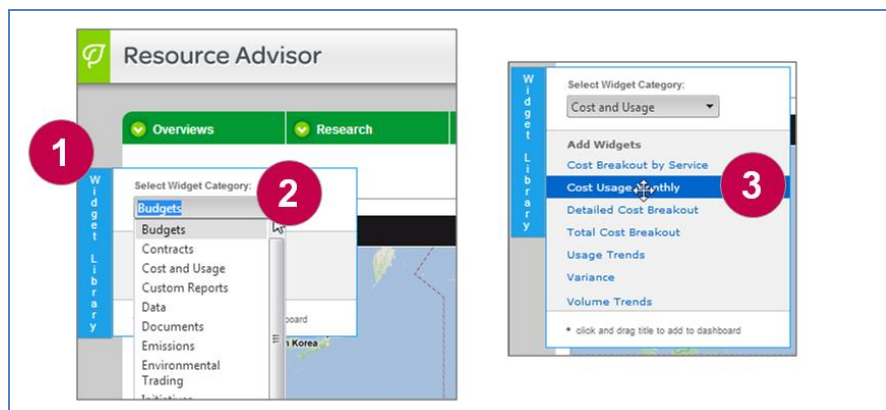 Resource Advisor
Overviews
Research
1
Widget Library
Select Widget Category:
2
Budgets
Budgets
Contracts
Cost and Usage
Custom Reports
Data
Documents
Emissions
Environmental
Trading
Initiatives
board
Korea
Widget Library
Select Widget Category:
Cost and Usage
Add Widgets
Cost Breakout by Service
3
Cost Usage Monthly
Detailed Cost Breakout
Total Cost Breakout
Usage Trends
Variance
Volume Trends
* click and drag title to add to dashboard